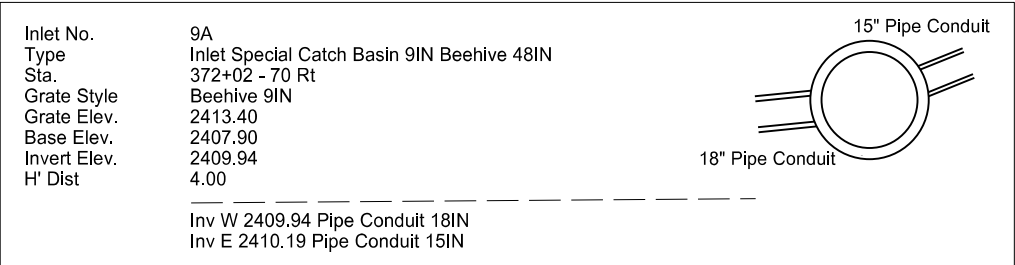 Inlet No. 9A
Type Inlet Special Catch Basin 9IN Beehive 48IN
Sta. 372+02 - 70 Rt
Grate Style Beehive 9IN
Grate Elev. 2413.40
Base Elev. 2407.90
Invert Elev. 2409.94
H' Dist 4.00
Inv W 2409.94 Pipe Conduit 18IN
Inv E 2410.19 Pipe Conduit 15IN
15" Pipe Conduit
18" Pipe Conduit